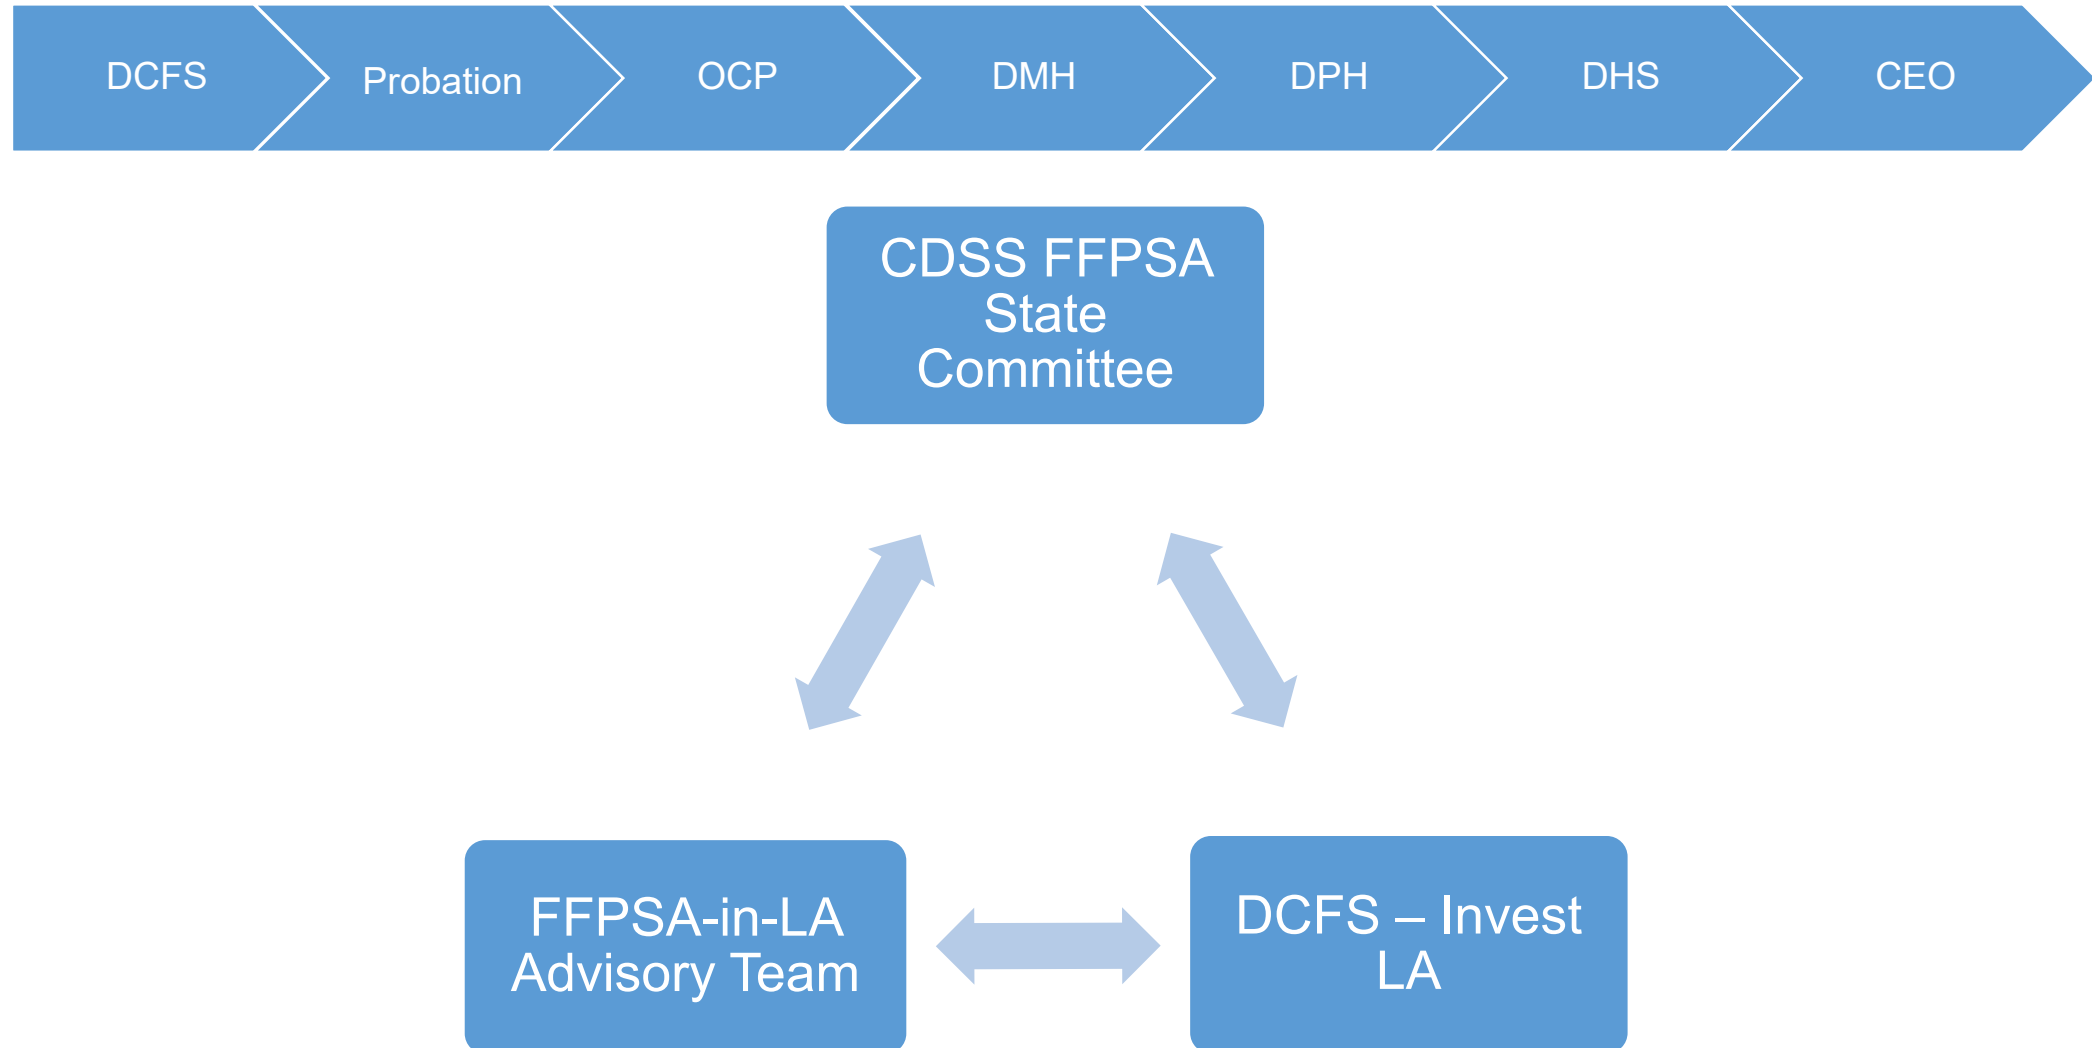 DCFS
Probation
OCP
DMH
DPH
DHS
CEO
CDSS FFPSA
State
Committee
FFPSA-in-LA
Advisory Team
DCFS – Invest
LA